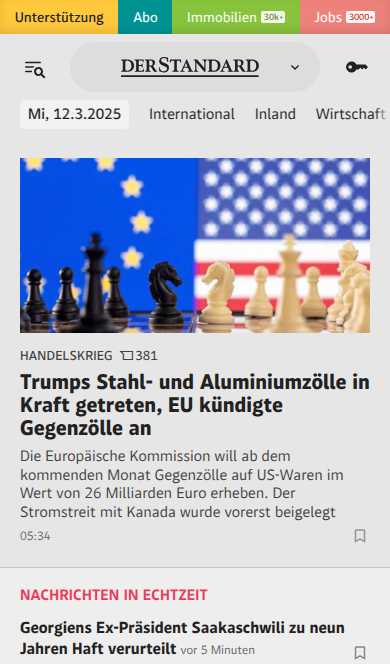 Unterstützung Abo Immobilien 30k+ Jobs 3000+
DERSTANDARD
Mi, 12.3.2025 International Inland Wirtschaft
HANDELSKRIEG 381
Trumps Stahl- und Aluminiumzölle in
Kraft getreten, EU kündigte
Gegenzölle an
Die Europäische Kommission will ab dem
kommenden Monat Gegenzölle auf US-Waren im
Wert von 26 Milliarden Euro erheben. Der
Stromstreit mit Kanada wurde vorerst beigelegt
05:34
NACHRICHTEN IN ECHTZEIT
Georgiens Ex-Präsident Saakaschwili zu neun
Jahren Haft verurteilt vor 5 Minuten